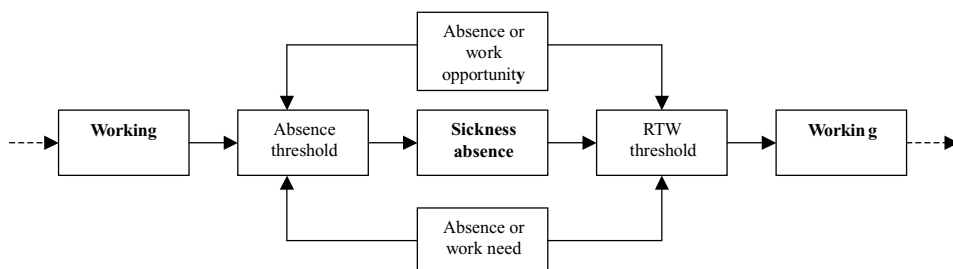 Absence or
work
opportunity
Working
Absence
threshold
Sickness
absence
RTW
threshold
Workin g
Absence or
work need